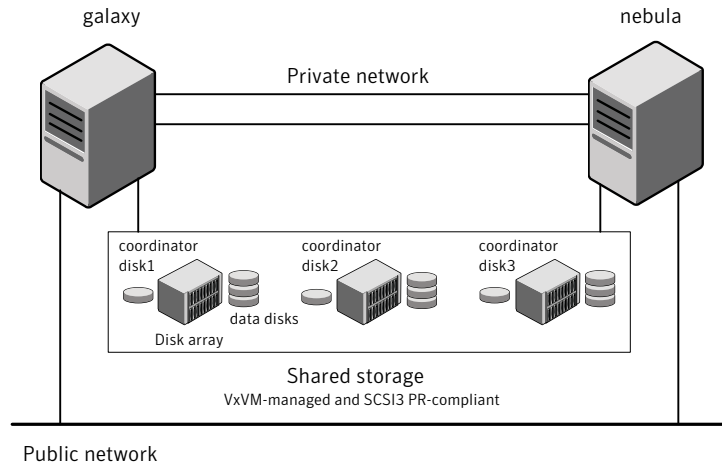 galaxy
nebula
Private network
coordinator
disk1
coordinator
disk2
coordinator
disk3
data disks
Disk array
Shared storage
VxVM-managed and SCSI3 PR-compliant
Public network